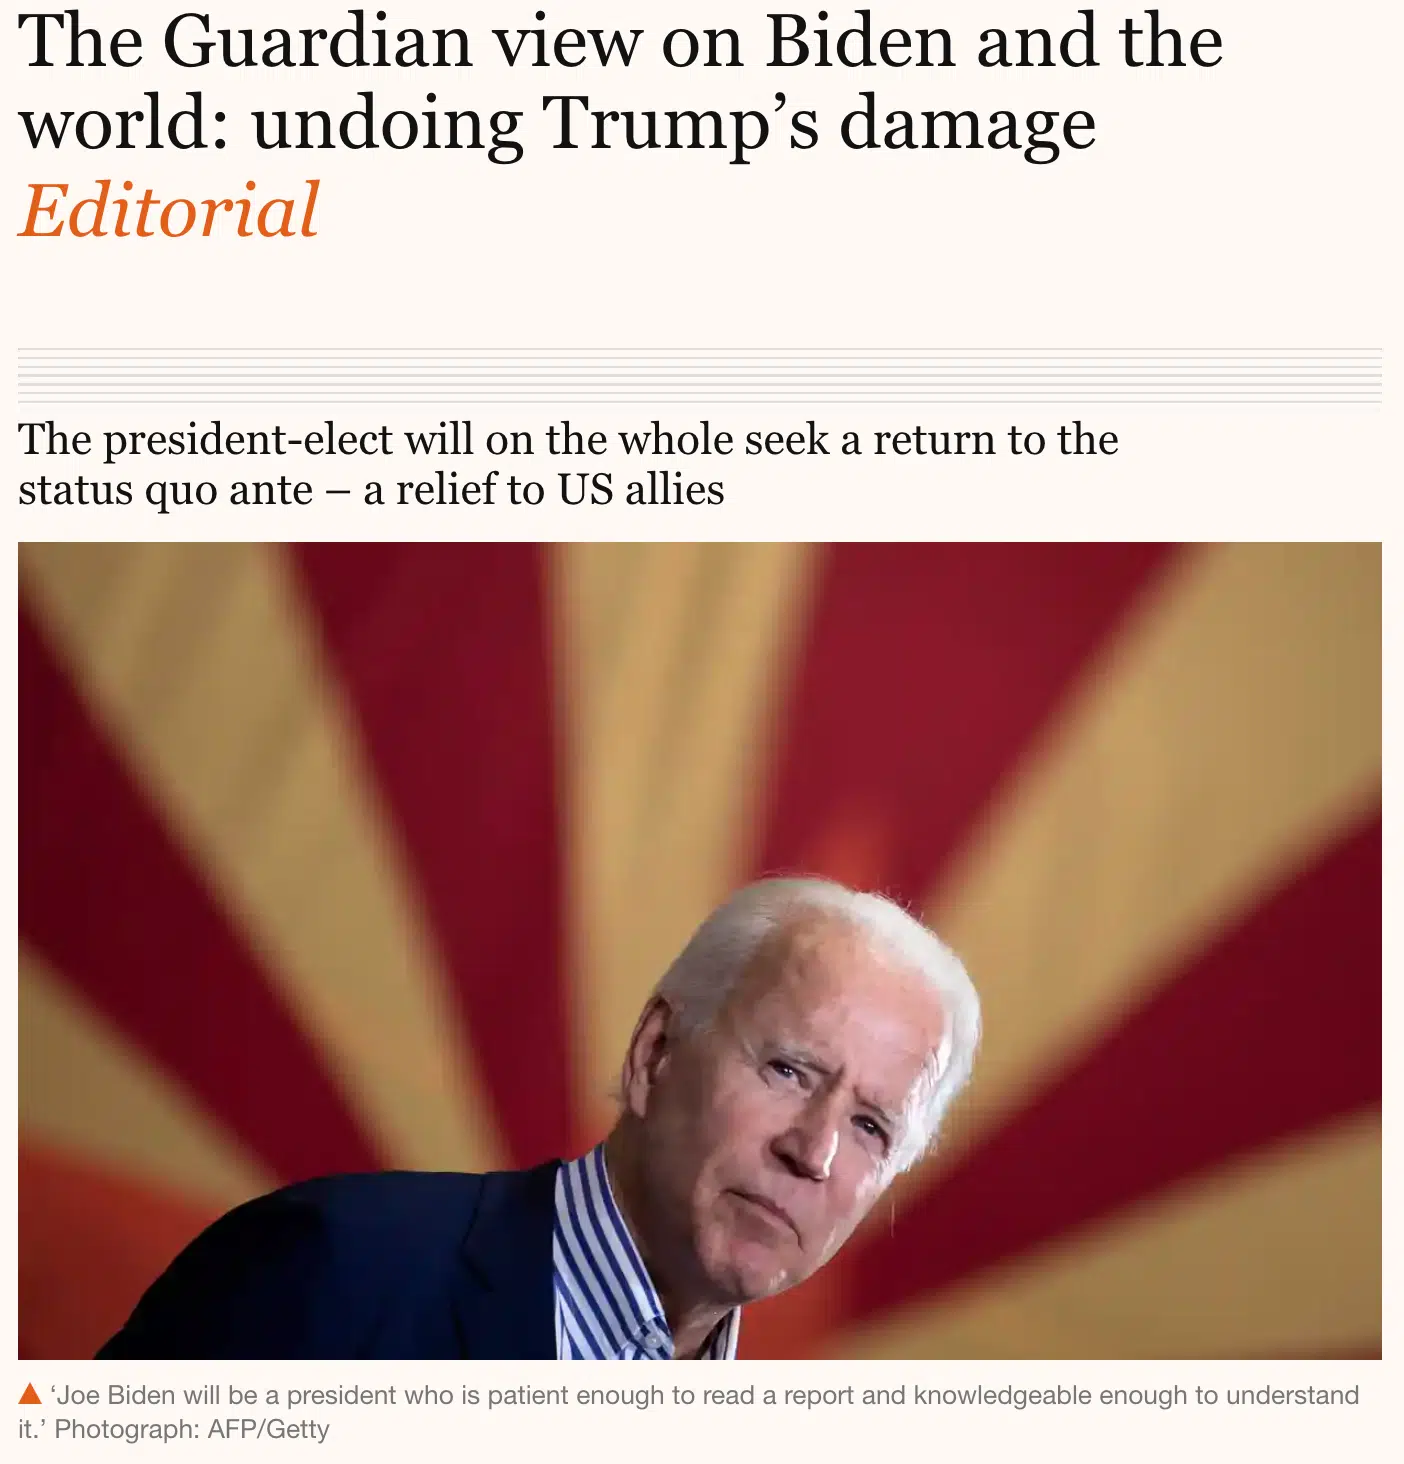 The Guardian view on Biden and the
world: undoing Trump’s damage
Editorial
The president-elect will on the whole seek a return to the
status quo ante – a relief to US allies
‘Joe Biden will be a president who is patient enough to read a report and knowledgeable enough to understand
it.’ Photograph: AFP/Getty